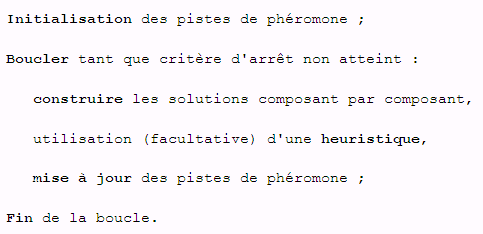 Initialisation des pistes de phéromone ;
Boucler tant que critère d'arrêt non atteint :
construire les solutions composant par composant,
utilisation (facultative) d'une heuristique,
mise à jour des pistes de phéromone ;
Fin de la boucle.